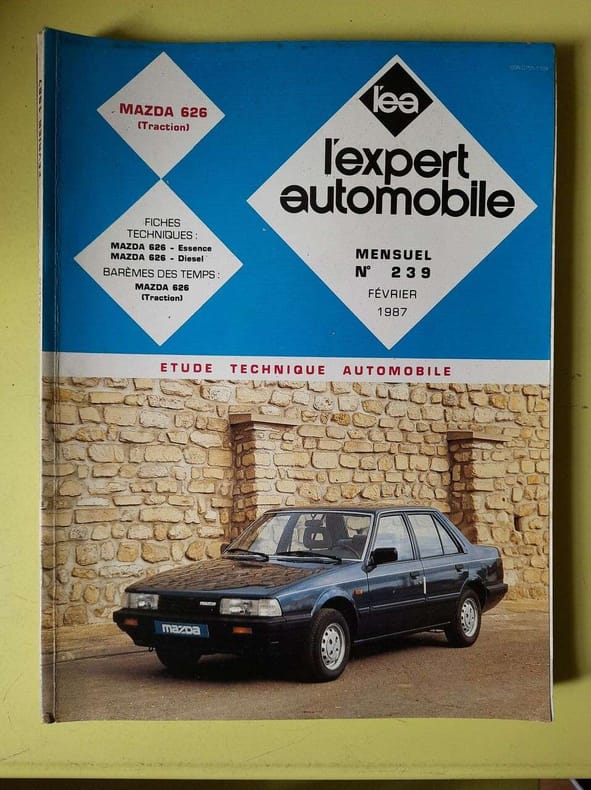 MAZDA 626
(Traction)
FICHES
TECHNIQUES :
MAZDA 626 - Essence
MAZDA 626 - Diesel
BARÈMES DES TEMPS :
MAZDA 626
(Traction)
l'ea
l'expert
automobile
MENSUEL
N° 239
FÉVRIER
1987
ETUDE TECHNIQUE AUTOMOBILE
mazda